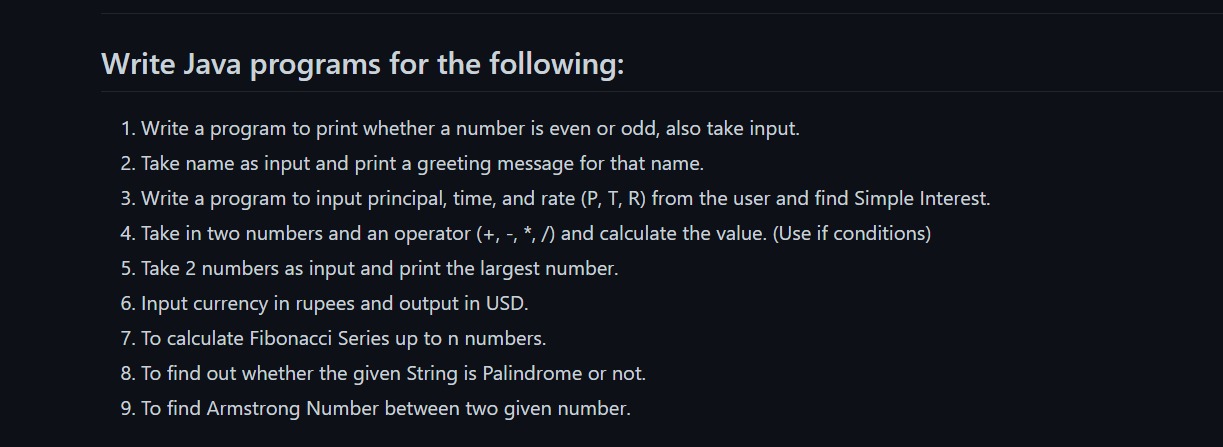 Write Java programs for the following:
1. Write a program to print whether a number is even or odd, also take input.
2. Take name as input and print a greeting message for that name.
3. Write a program to input principal, time, and rate (P, T, R) from the user and find Simple Interest.
4. Take in two numbers and an operator (+, -, *, /) and calculate the value. (Use if conditions)
5. Take 2 numbers as input and print the largest number.
6. Input currency in rupees and output in USD.
7. To calculate Fibonacci Series up to n numbers.
8. To find out whether the given String is Palindrome or not.
9. To find Armstrong Number between two given number.